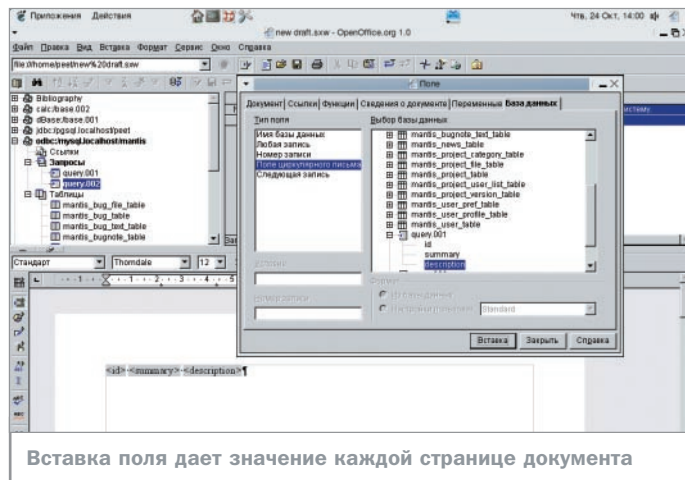 Приложения Действия
Чтв, 24 Окт, 14:00
new draft.sxw - OpenOffice.org 1.0
Файл Правка Вид Вставка Формат Сервис Окно Справка
file:///home/peet/new%20draft.sxw
Bibliography
calc/base.002
dBase/base.001
jdbc:/pgsql.localhost/peet
odbc:/mysql.localhost/mantis
Ссылки
Запросы
query.001
query.002
Таблицы
mantis_bug_file_table
mantis_bug_table
mantis_bug_text_table
mantis_bugnote_table
Поле
Документ Ссылки Функции Сведения о документе Переменные База данных
Тип поля
Имя базы данных
Любая запись
Номер записи
Поле циркулярного письма
Следующая запись
Выбор базы данных
mantis_bugnote_text_table
mantis_news_table
mantis_project_category_table
mantis_project_file_table
mantis_project_table
mantis_project_user_list_table
mantis_project_version_table
mantis_user_pref_table
mantis_user_profile_table
mantis_user_table
query.001
id
summary
description
Условие
Номер записи
Формат
Standard
Вставка Закрыть Справка
Стандарт Thorndale 12
<id>·<summary>·<description>¶
Вставка поля дает значение каждой странице документа